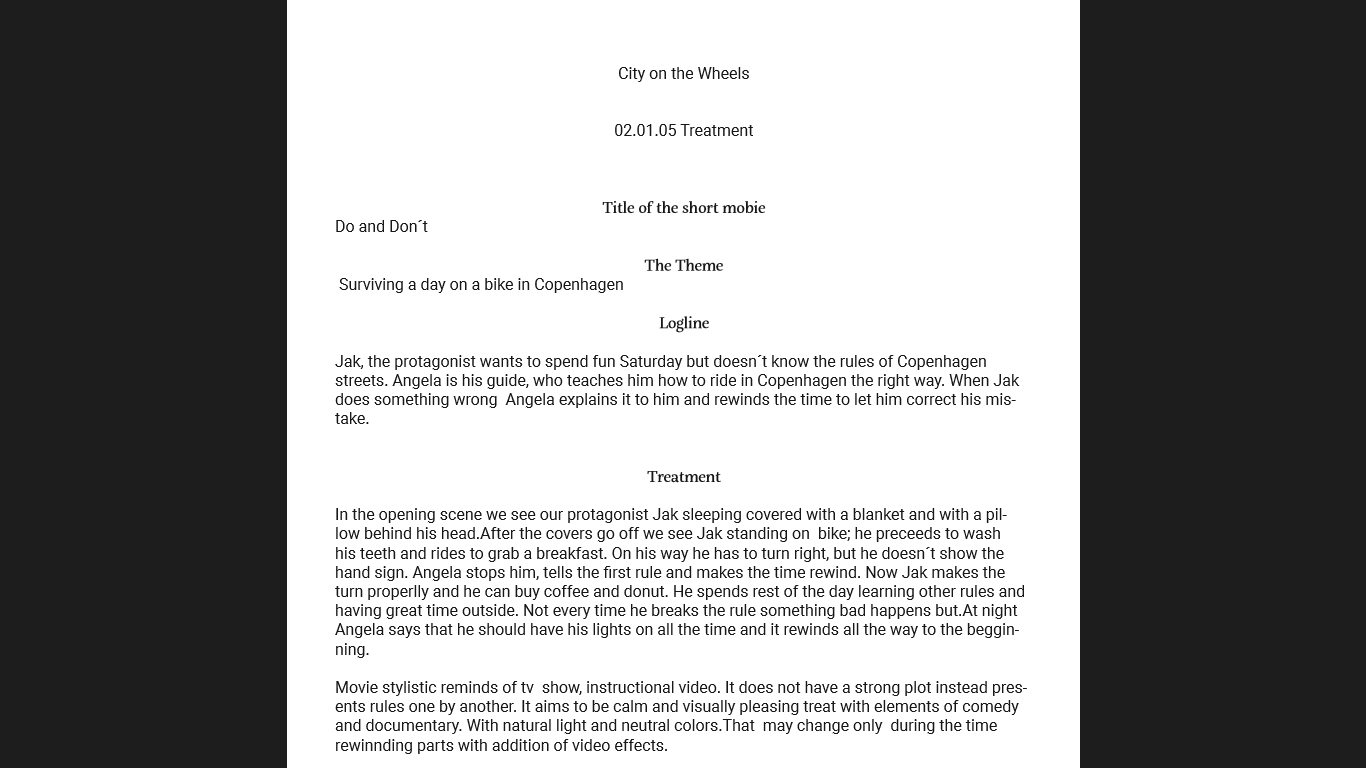 City on the Wheels
02.01.05 Treatment
Title of the short mobie
Do and Don´t
The Theme
Surviving a day on a bike in Copenhagen
Logline
Jak, the protagonist wants to spend fun Saturday but doesn´t know the rules of Copenhagen
streets. Angela is his guide, who teaches him how to ride in Copenhagen the right way. When Jak
does something wrong  Angela explains it to him and rewinds the time to let him correct his mis-
take.
Treatment
In the opening scene we see our protagonist Jak sleeping covered with a blanket and with a pil-
low behind his head.After the covers go off we see Jak standing on  bike; he preceeds to wash
his teeth and rides to grab a breakfast. On his way he has to turn right, but he doesn´t show the
hand sign. Angela stops him, tells the first rule and makes the time rewind. Now Jak makes the
turn properlly and he can buy coffee and donut. He spends rest of the day learning other rules and
having great time outside. Not every time he breaks the rule something bad happens but.At night
Angela says that he should have his lights on all the time and it rewinds all the way to the beggin-
ning.
Movie stylistic reminds of tv  show, instructional video. It does not have a strong plot instead pres-
ents rules one by another. It aims to be calm and visually pleasing treat with elements of comedy
and documentary. With natural light and neutral colors.That  may change only  during the time
rewinnding parts with addition of video effects.